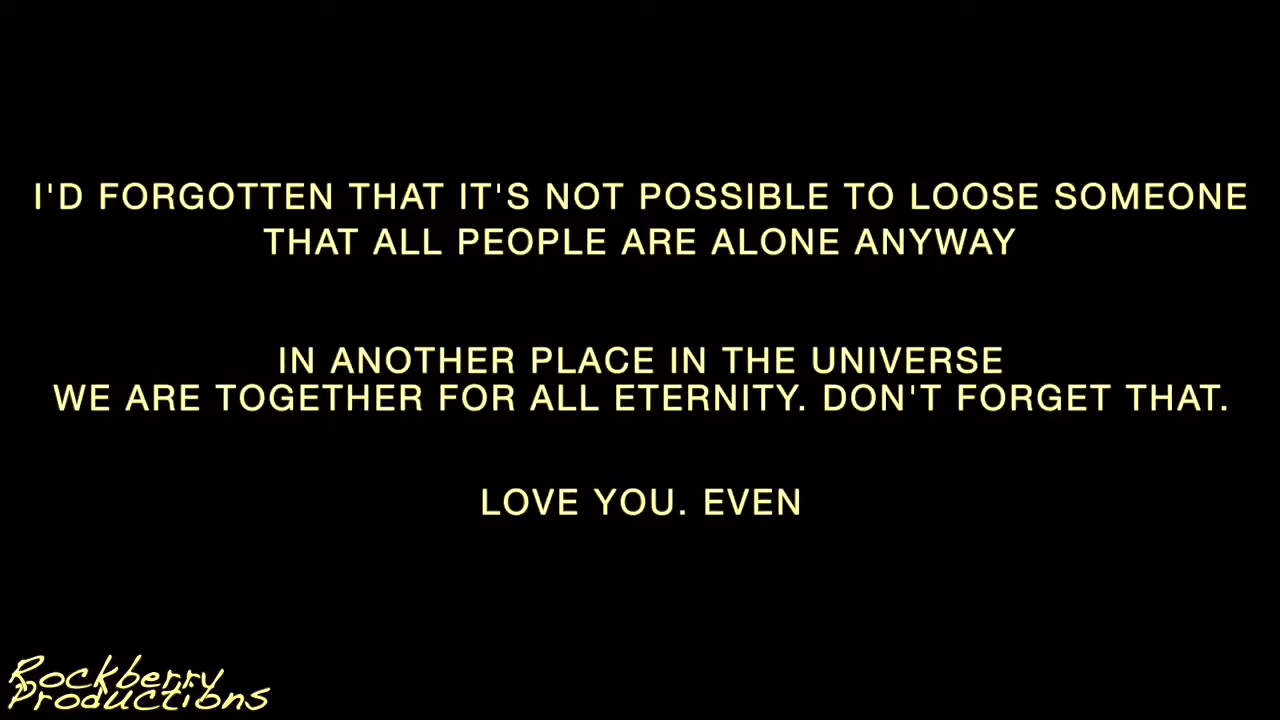 I'D FORGOTTEN THAT IT'S NOT POSSIBLE TO LOOSE SOMEONE
THAT ALL PEOPLE ARE ALONE ANYWAY
IN ANOTHER PLACE IN THE UNIVERSE
WE ARE TOGETHER FOR ALL ETERNITY. DON'T FORGET THAT.
LOVE YOU. EVEN
Rockberry
Productions